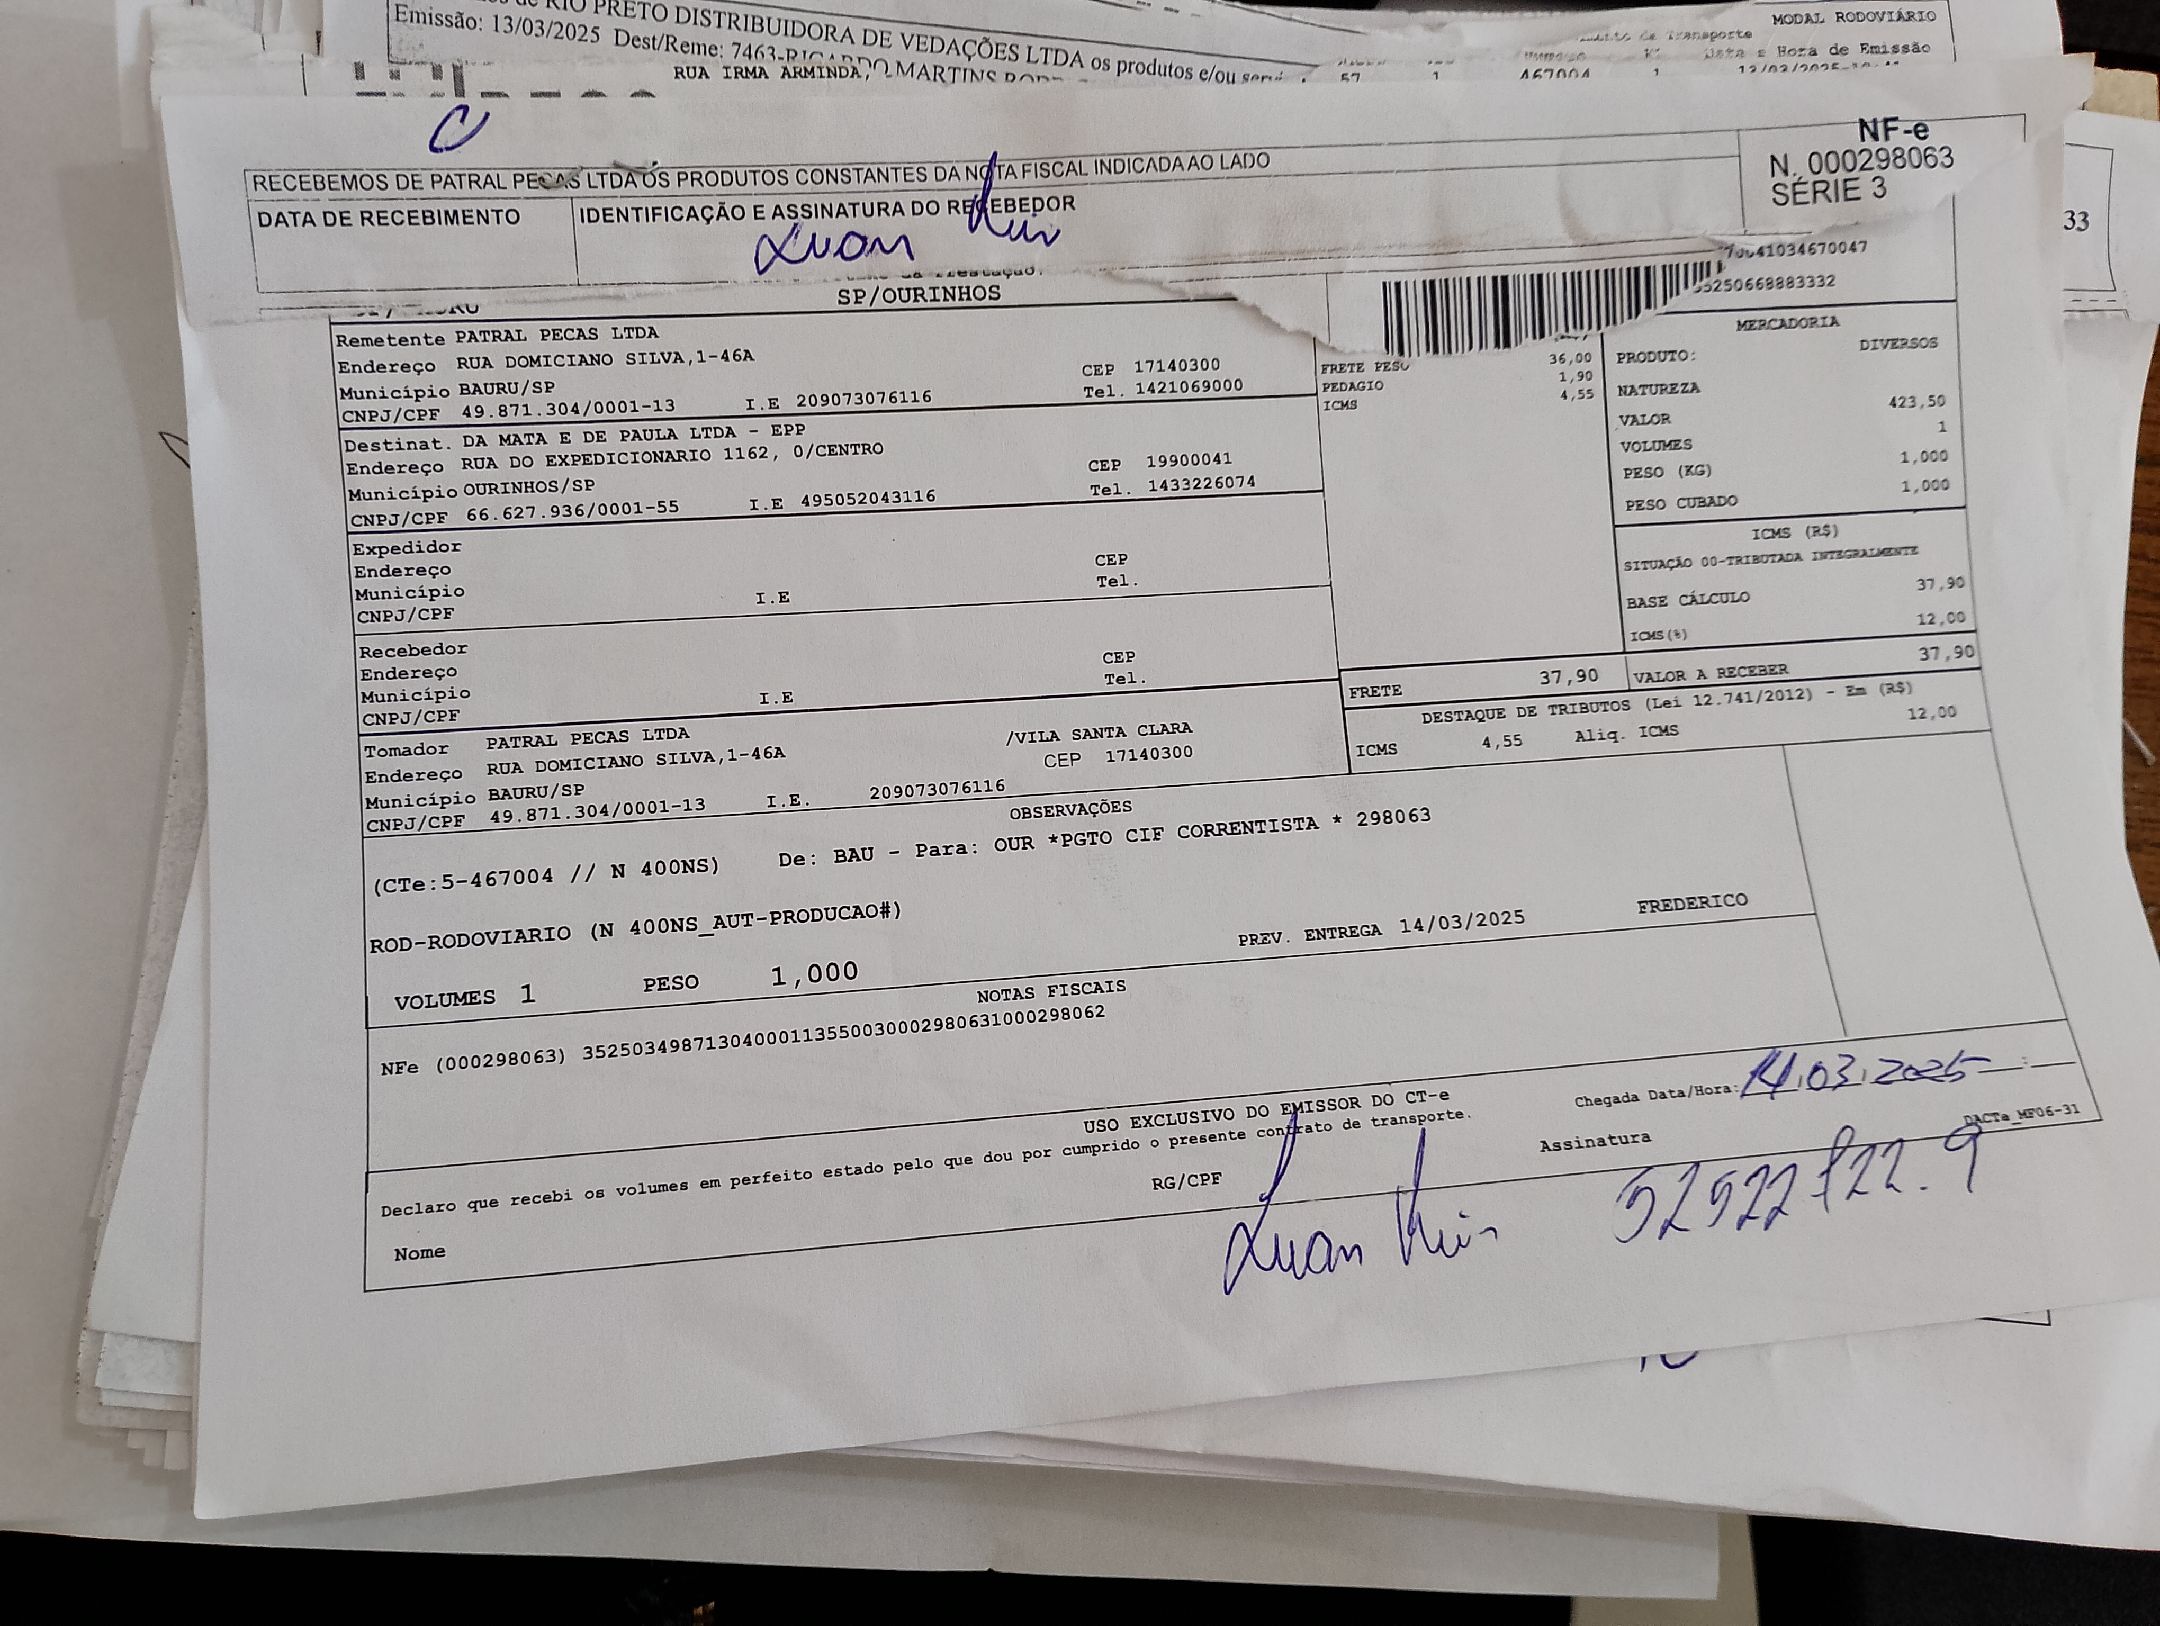 RIO PRETO DISTRIBUIDORA DE VEDAÇÕES LTDA os produtos e/ou
Emissão: 13/03/2025 Dest/Reme: 7463-RICARDO
RUA IRMA ARMINDA,
MODAL RODOVIÁRIO
de Transporte
Data e Hora de Emissão
57 1 467004 1
RECEBEMOS DE PATRAL PECAS LTDA OS PRODUTOS CONSTANTES DA NOTA FISCAL INDICADA AO LADO
NF-e
N. 000298063
SÉRIE 3
DATA DE RECEBIMENTO
IDENTIFICAÇÃO E ASSINATURA DO RECEBEDOR
Luan
33
41034670047
5250668883332
SP/OURINHOS
Remetente PATRAL PECAS LTDA
Endereço RUA DOMICIANO SILVA,1-46A CEP 17140300
Município BAURU/SP Tel. 1421069000
CNPJ/CPF 49.871.304/0001-13 I.E 209073076116
Destinat. DA MATA E DE PAULA LTDA - EPP
Endereço RUA DO EXPEDICIONARIO 1162, 0/CENTRO CEP 19900041
Município OURINHOS/SP Tel. 1433226074
CNPJ/CPF 66.627.936/0001-55 I.E 495052043116
Expedidor
Endereço CEP
Município Tel.
CNPJ/CPF I.E
Recebedor
Endereço CEP
Município Tel.
CNPJ/CPF I.E
Tomador PATRAL PECAS LTDA /VILA SANTA CLARA
Endereço RUA DOMICIANO SILVA,1-46A CEP 17140300
Município BAURU/SP
CNPJ/CPF 49.871.304/0001-13 I.E. 209073076116
FRETE PESO 36,00
PEDAGIO 1,90
ICMS 4,55
MERCADORIA
PRODUTO: DIVERSOS
NATUREZA
VALOR 423,50
VOLUMES 1
PESO (KG) 1,000
PESO CUBADO 1,000
ICMS (R$)
SITUAÇÃO 00-TRIBUTADA INTEGRALMENTE
BASE CÁLCULO 37,90
ICMS(%) 12,00
FRETE 37,90 VALOR A RECEBER 37,90
DESTAQUE DE TRIBUTOS (Lei 12.741/2012) - Em (R$)
ICMS 4,55 Aliq. ICMS 12,00
OBSERVAÇÕES
(CTe:5-467004 // N 400NS) De: BAU - Para: OUR *PGTO CIF CORRENTISTA * 298063
ROD-RODOVIARIO (N 400NS_AUT-PRODUCAO#)
PREV. ENTREGA 14/03/2025 FREDERICO
VOLUMES 1 PESO 1,000
NOTAS FISCAIS
NFe (000298063) 35250349871304000113550030002980631000298062
USO EXCLUSIVO DO EMISSOR DO CT-e
Declaro que recebi os volumes em perfeito estado pelo que dou por cumprido o presente contrato de transporte.
Chegada Data/Hora: 14.03.2025 :
DACTe_MF06-31
Nome RG/CPF Assinatura
Luan